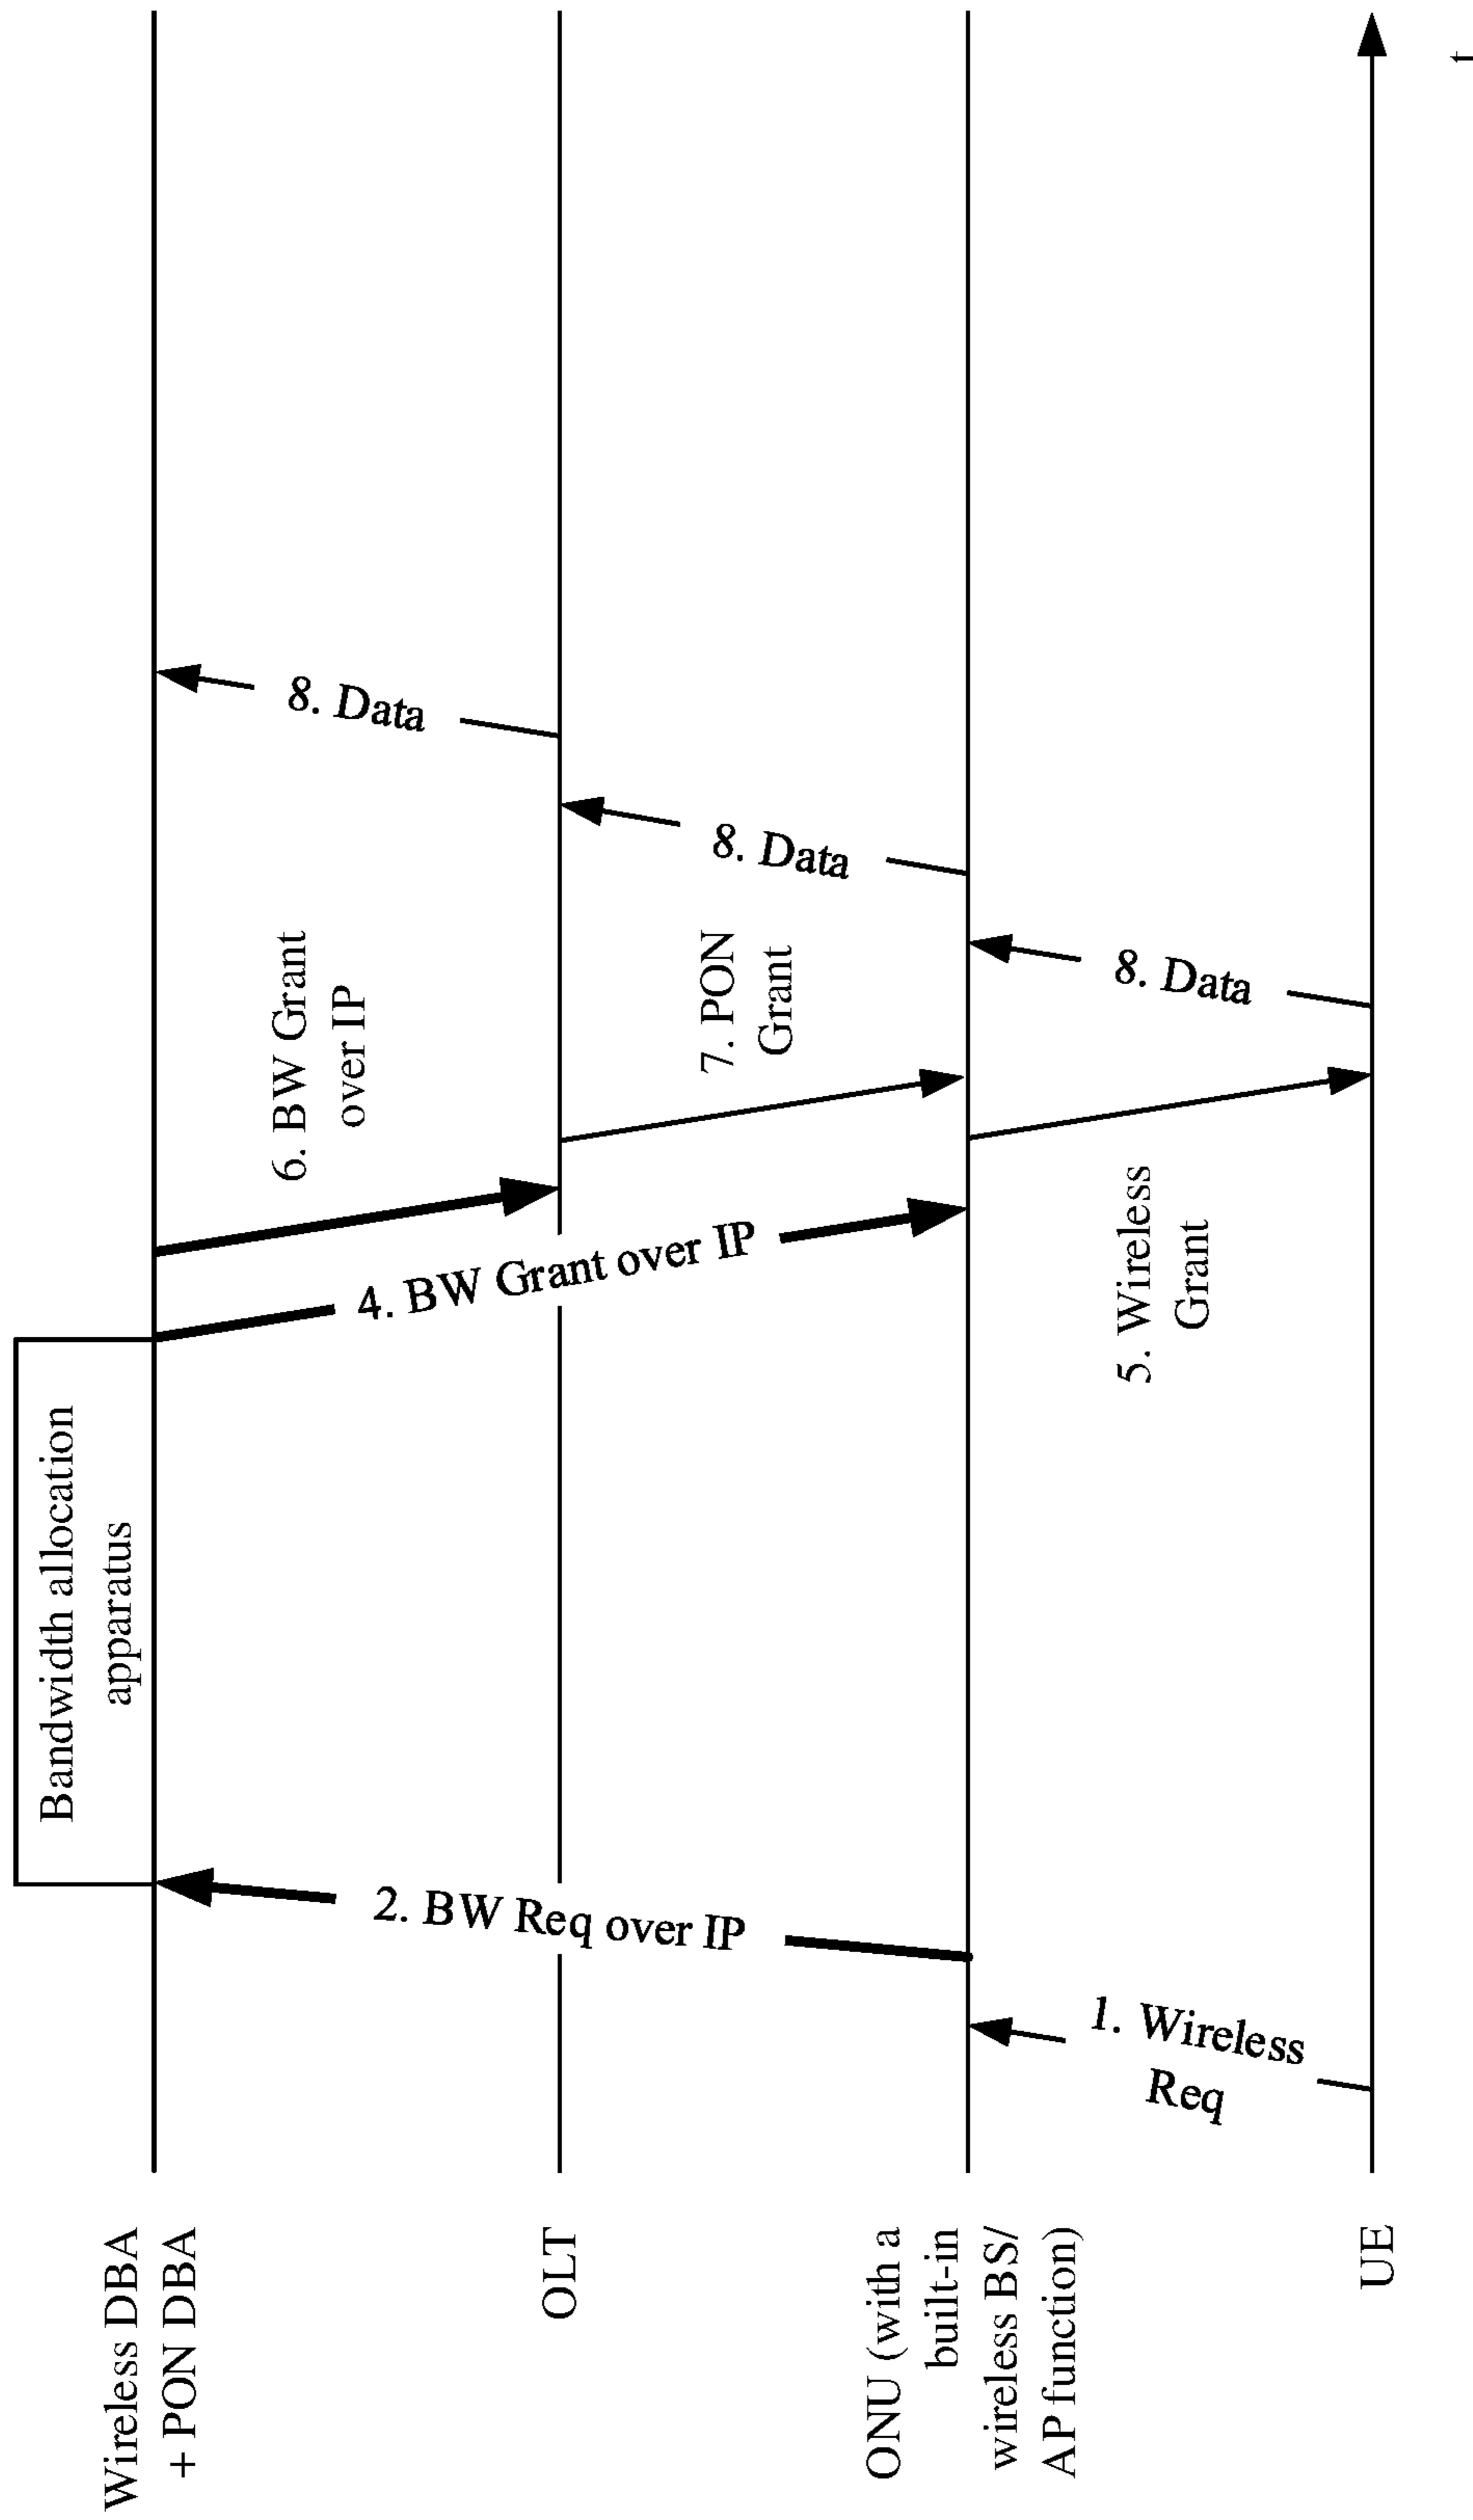 Wireless DBA
+ PON DBA
OLT
ONU (with a
built-in
wireless BS/
AP function)
UE
Bandwidth allocation
apparatus
1. Wireless
Req
2. BW Req over IP
4. BW Grant over IP
5. Wireless
Grant
6. BW Grant
over IP
7. PON
Grant
8. Data
8. Data
8. Data
t